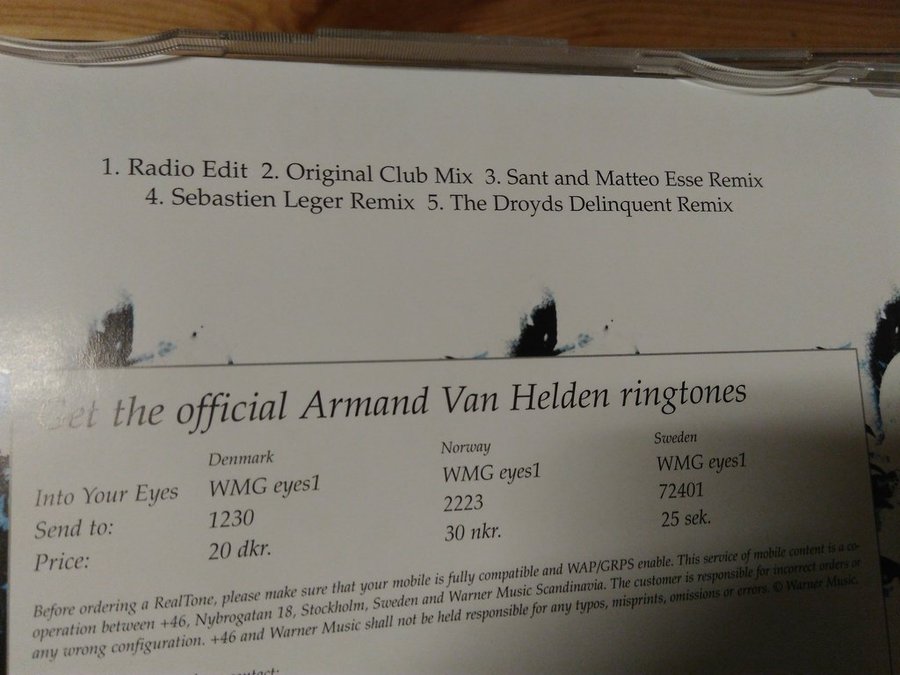 1. Radio Edit 2. Original Club Mix 3. Sant and Matteo Esse Remix
4. Sebastien Leger Remix 5. The Droyds Delinquent Remix
Get the official Armand Van Helden ringtones
Denmark Norway Sweden
Into Your Eyes WMG eyes1 WMG eyes1 WMG eyes1
Send to: 1230 2223 72401
Price: 20 dkr. 30 nkr. 25 sek.
Before ordering a RealTone, please make sure that your mobile is fully compatible and WAP/GRPS enable. This service of mobile content is a co-
operation between +46, Nybrogatan 18, Stockholm, Sweden and Warner Music Scandinavia. The customer is responsible for incorrect orders or
any wrong configuration. +46 and Warner Music shall not be held responsible for any typos, misprints, omissions or errors. © Warner Music.
contact: